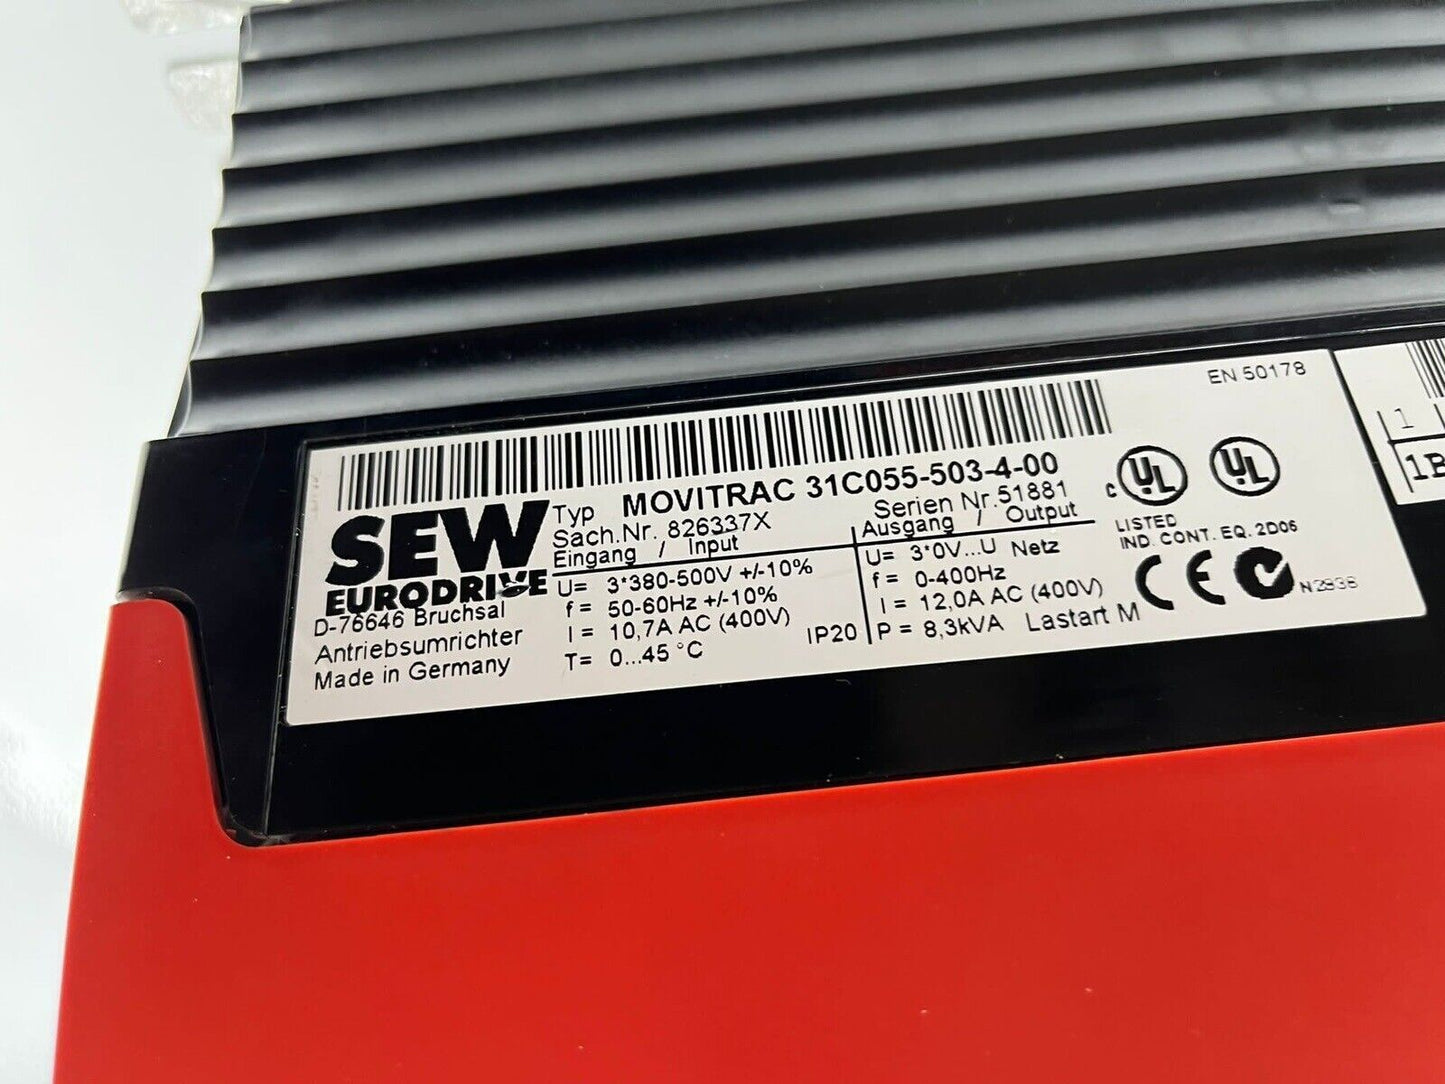 EN 50178
SEW
EURODRIVE
D-76646 Bruchsal
Antriebsumrichter
Made in Germany
Typ MOVITRAC 31C055-503-4-00
Sach.Nr. 826337X Serien Nr.51881
Eingang / Input Ausgang / Output
U= 3*380-500V +/-10% U= 3*0V...U Netz
f= 50-60Hz +/-10% f= 0-400Hz
I = 10,7A AC (400V) I = 12,0A AC (400V)
T= 0...45 °C IP20 P = 8,3kVA Lastart M
c UL UL
LISTED
IND. CONT. EQ. 2D06
CE N2936
1
1B